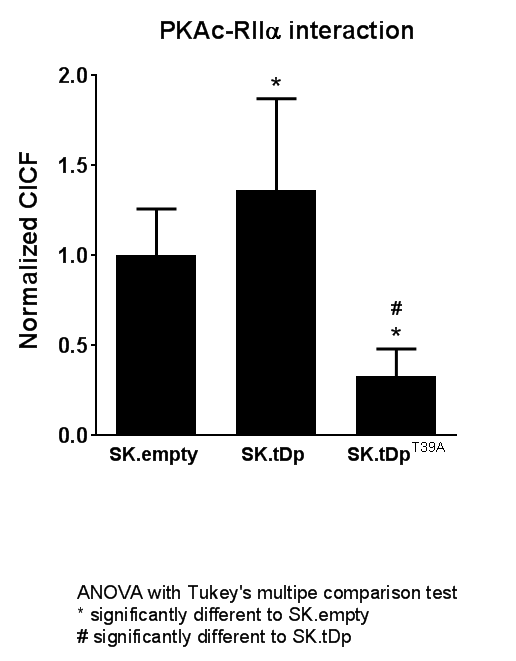 PKAc-RIIα interaction
Normalized CICF
2.0
*
1.5
1.0
#
*
0.5
0.0
SK.empty SK.tDp SK.tDpT39A
ANOVA with Tukey's multipe comparison test
* significantly different to SK.empty
# significantly different to SK.tDp